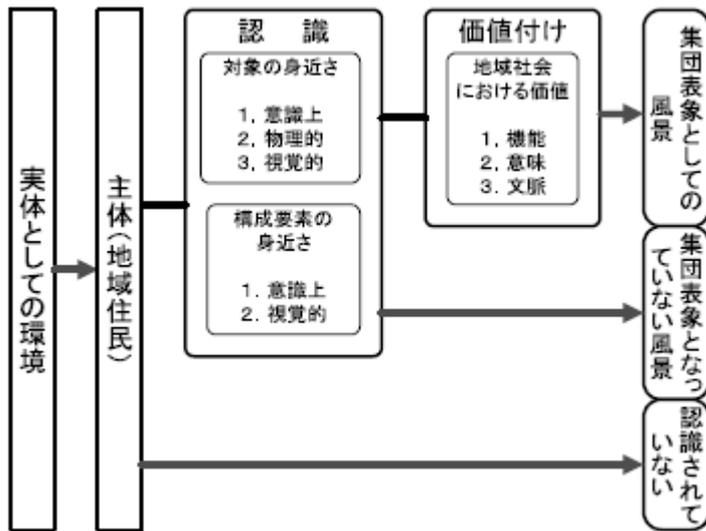 実体としての環境
主体(地域住民)
認識
対象の身近さ
1, 意識上
2, 物理的
3, 視覚的
構成要素の
身近さ
1. 意識上
2. 視覚的
価値付け
地域社会
における価値
1, 機能
2, 意味
3. 文脈
集団表象としての
風景
集団表象となっ
ていない風景
認識されて
いない